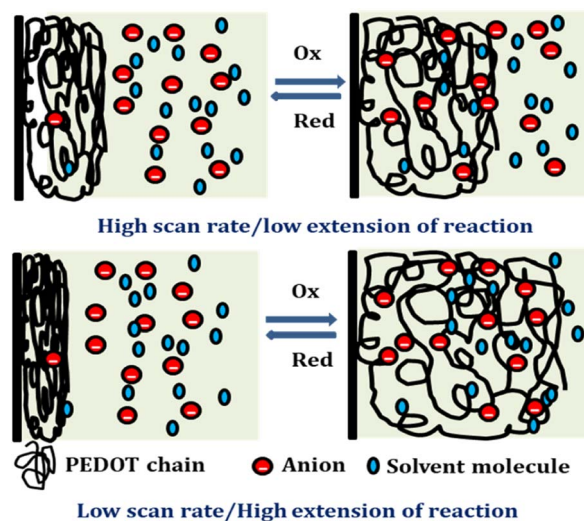 Ox
Red
High scan rate/low extension of reaction
Ox
Red
PEDOT chain Anion Solvent molecule
Low scan rate/High extension of reaction